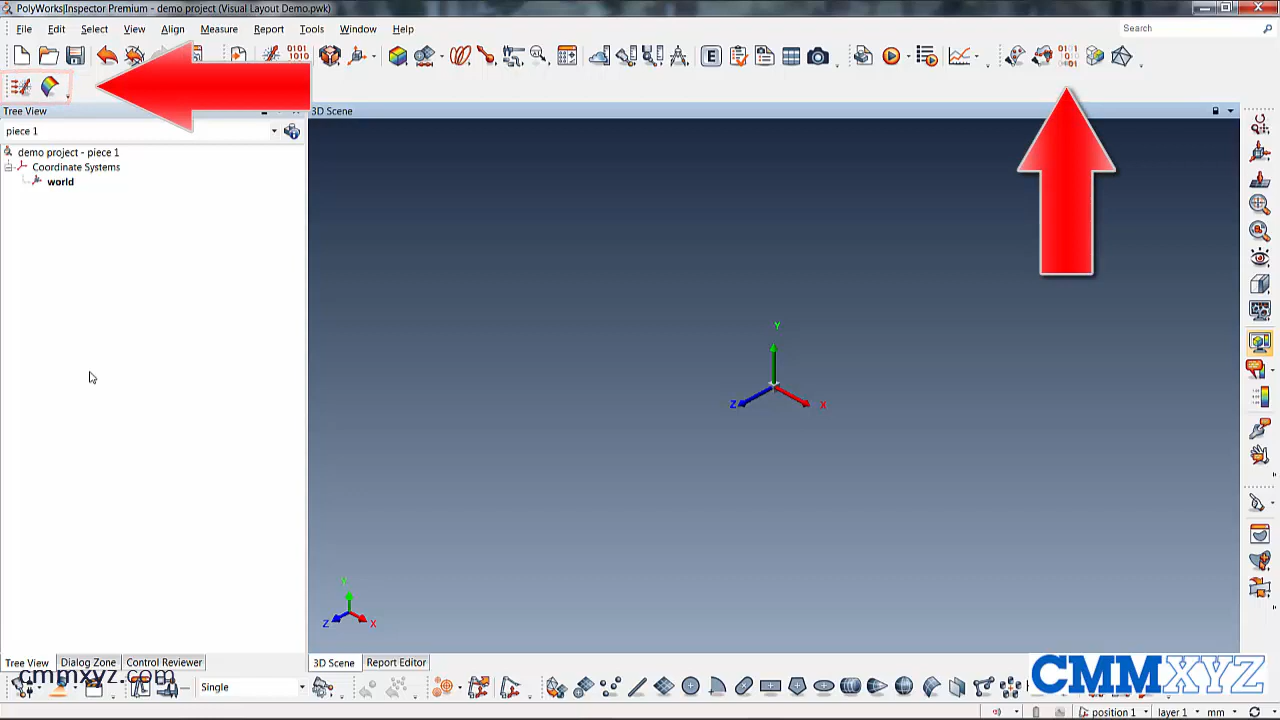 PolyWorks|Inspector Premium - demo project (Visual Layout Demo.pwk)
File Edit Select View Align Measure Report Tools Window Help Search
Tree View 3D Scene
piece 1
demo project - piece 1
Coordinate Systems
world
Y
Z X
Y
Z X
Tree View Dialog Zone Control Reviewer 3D Scene Report Editor
cmmxyz.com
CMMXYZ
Single
position 1 layer 1 mm